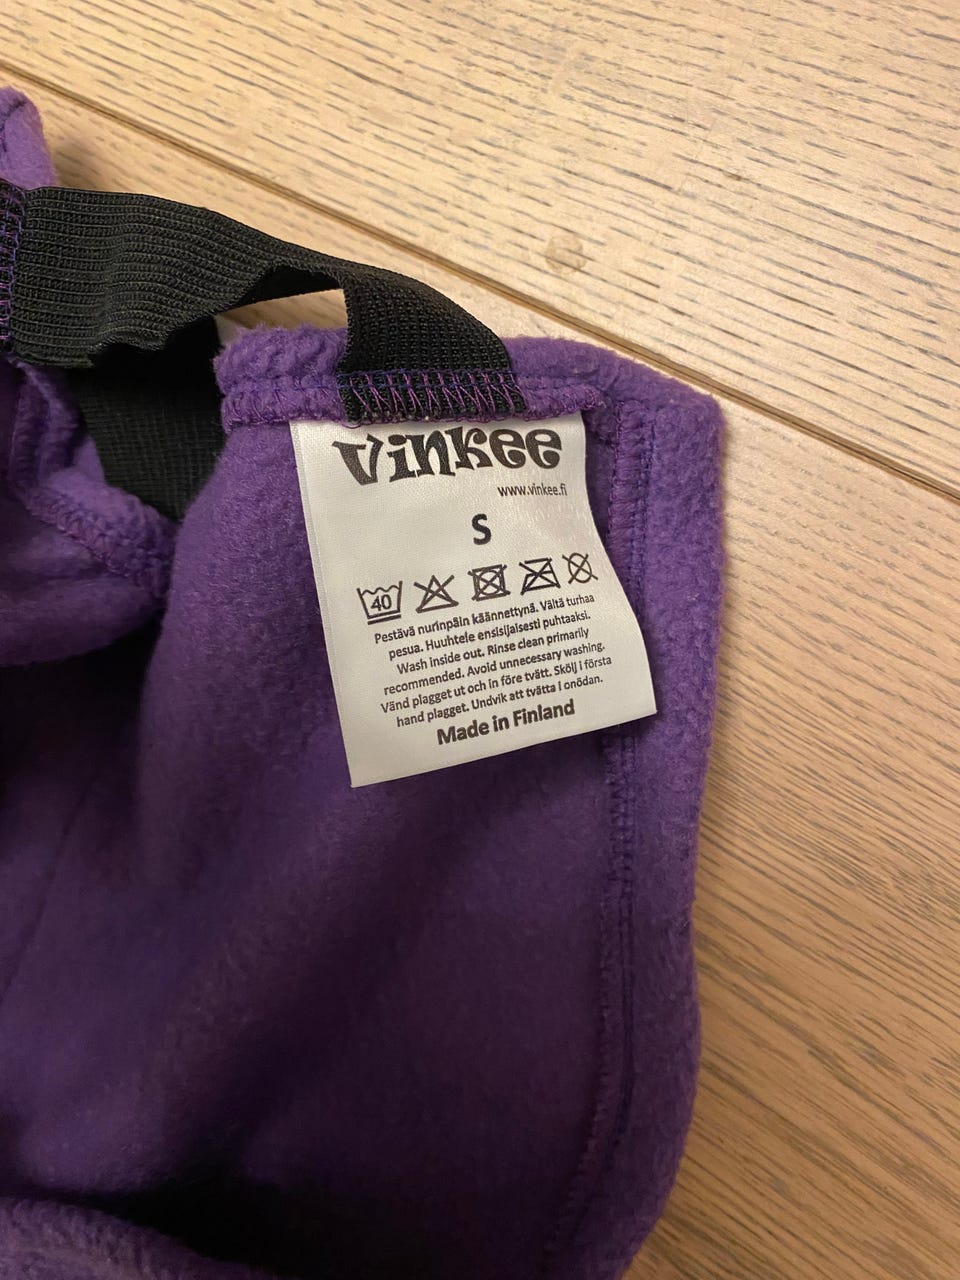 Vinkee
www.vinkee.fi
S
40
Pestävä nurinpäin käännettynä. Vältä turhaa
pesua. Huuhtele ensisijaisesti puhtaaksi.
Wash inside out. Rinse clean primarily
recommended. Avoid unnecessary washing.
Vänd plagget ut och in före tvätt. Skölj i första
hand plagget. Undvik att tvätta i onödan.
Made in Finland